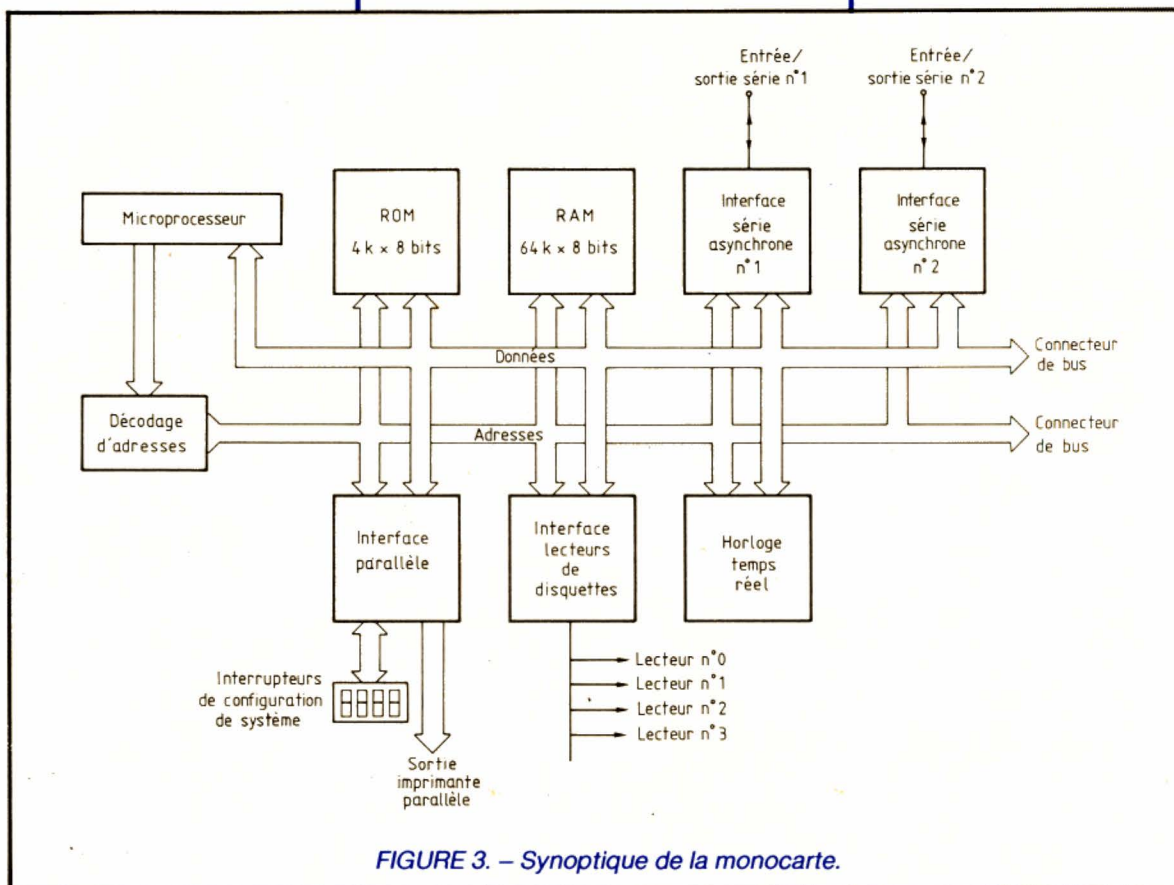 Entrée/
sortie série n°1
Entrée/
sortie série n°2
Microprocesseur
ROM
4 k × 8 bits
RAM
64 k × 8 bits
Interface
série
asynchrone
n°1
Interface
série
asynchrone
n°2
Données
Connecteur
de bus
Décodage
d'adresses
Adresses
Connecteur
de bus
Interface
parallèle
Interface
lecteurs
de
disquettes
Horloge
temps
réel
Interrupteurs
de configuration
de système
Lecteur n°0
Lecteur n°1
Lecteur n°2
Lecteur n°3
Sortie
imprimante
parallèle
FIGURE 3. – Synoptique de la monocarte.